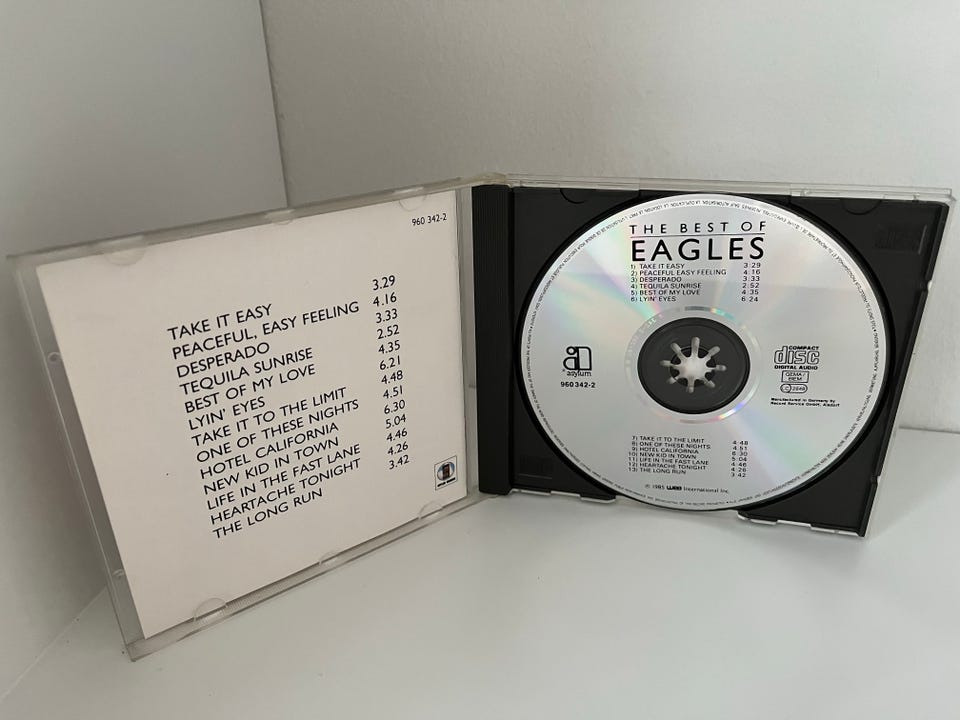 960 342-2
TAKE IT EASY 3.29
PEACEFUL, EASY FEELING 4.16
DESPERADO 3.33
TEQUILA SUNRISE 2.52
BEST OF MY LOVE 4.35
LYIN' EYES 6.21
TAKE IT TO THE LIMIT 4.48
ONE OF THESE NIGHTS 4.51
HOTEL CALIFORNIA 6.30
NEW KID IN TOWN 5.04
LIFE IN THE FAST LANE 4.46
HEARTACHE TONIGHT 4.26
THE LONG RUN 3.42
THE BEST OF
EAGLES
1) TAKE IT EASY 3:29
2) PEACEFUL EASY FEELING 4:16
3) DESPERADO 3:33
4) TEQUILA SUNRISE 2:52
5) BEST OF MY LOVE 4:35
6) LYIN' EYES 6:24
asylum
960 342-2
COMPACT
disc
DIGITAL AUDIO
GEMA/
BIEM
Manufactured in Germany by
Record Service GmbH, Alsdorf
7) TAKE IT TO THE LIMIT 4:48
8) ONE OF THESE NIGHTS 4:51
9) HOTEL CALIFORNIA 6:30
10) NEW KID IN TOWN 5:04
11) LIFE IN THE FAST LANE 4:46
12) HEARTACHE TONIGHT 4:26
13) THE LONG RUN 3:42
℗ 1985 wea International Inc.